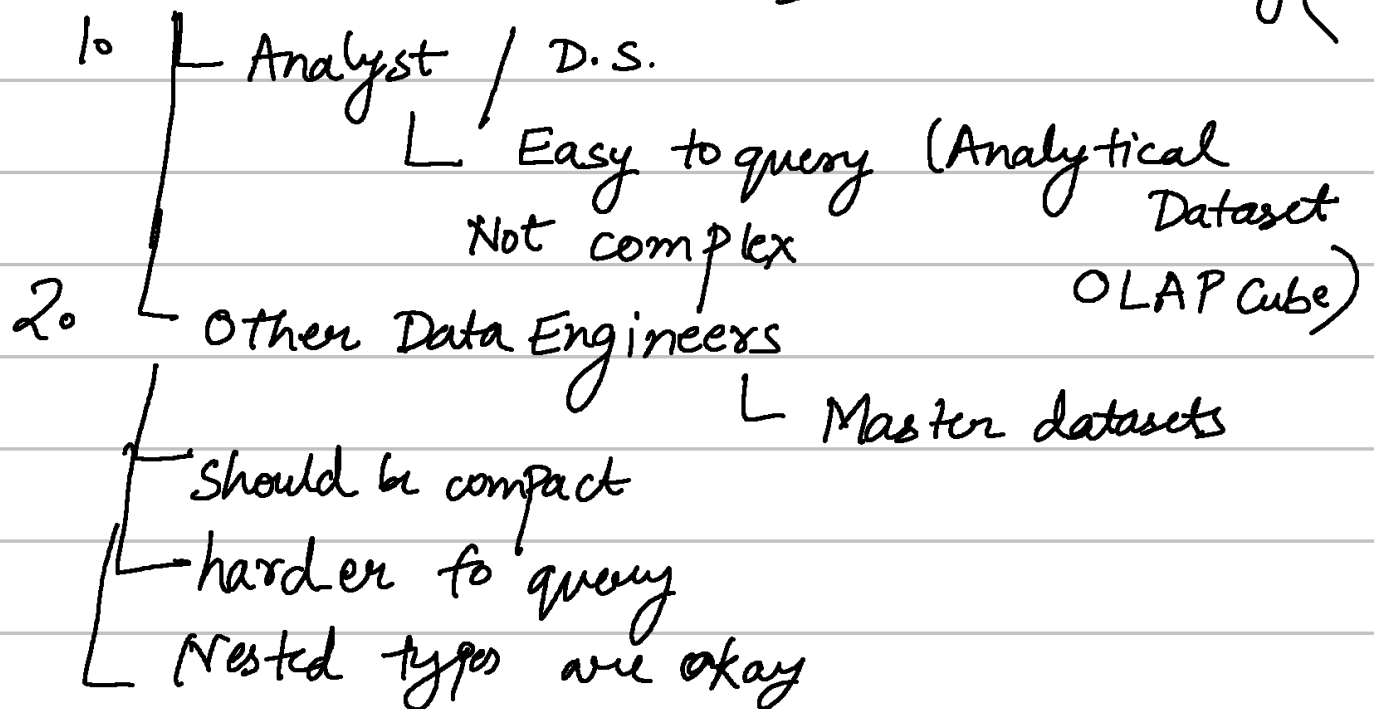 1. Analyst / D.S.
Easy to query (Analytical
Dataset
Not complex
OLAP Cube)
2. Other Data Engineers
Master datasets
Should be compact
harder to query
Nested types are okay